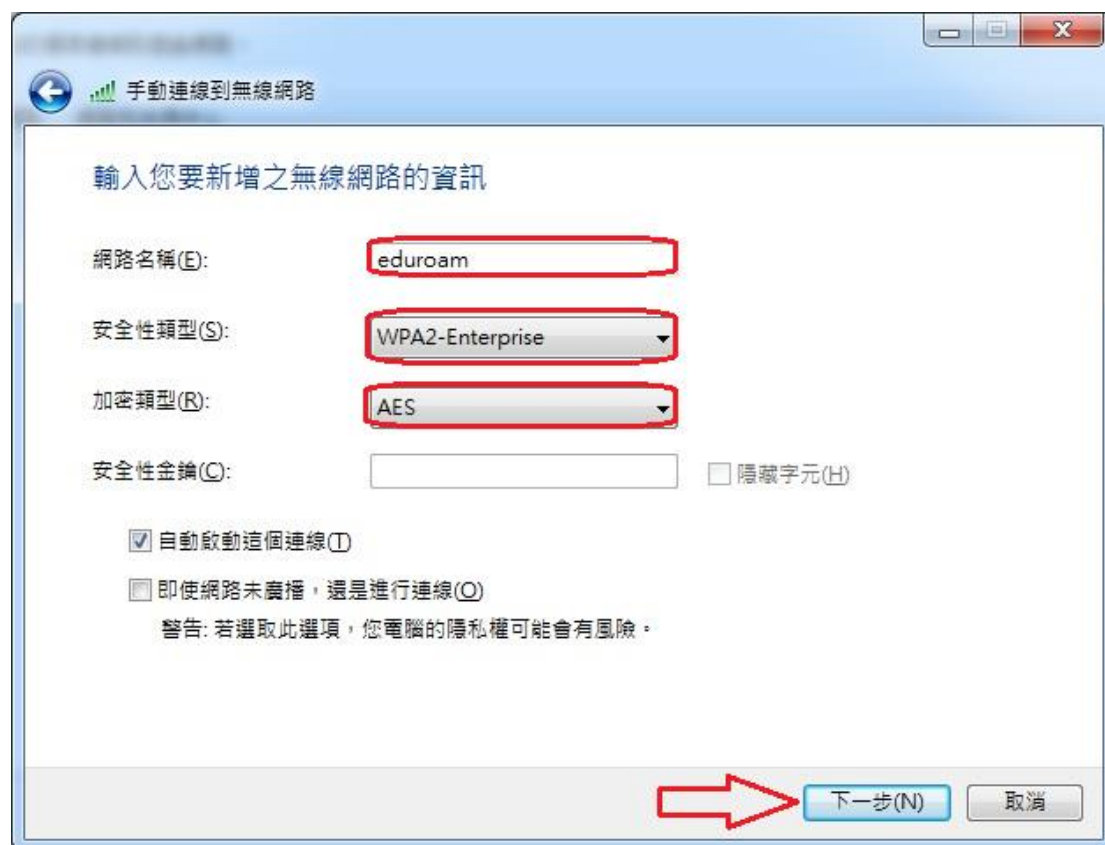 手動連線到無線網路
輸入您要新增之無線網路的資訊
網路名稱(E): eduroam
安全性類型(S): WPA2-Enterprise
加密類型(R): AES
安全性金鑰(C): 隱藏字元(H)
自動啟動這個連線(T)
即使網路未廣播，還是進行連線(O)
警告: 若選取此選項，您電腦的隱私權可能會有風險。
下一步(N) 取消